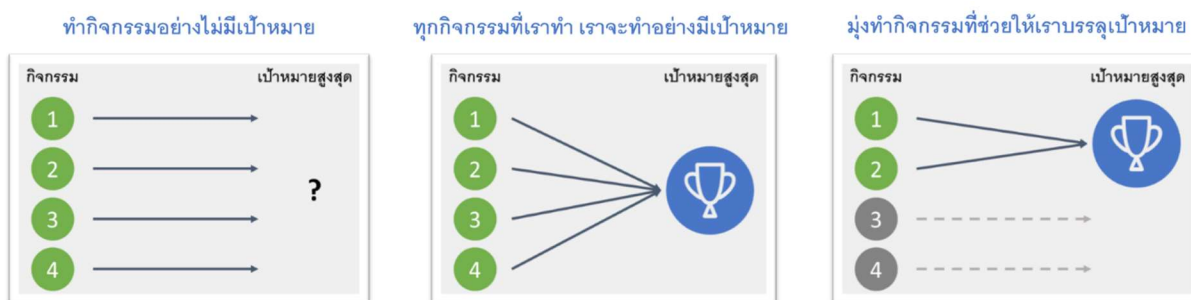 ทำกิจกรรมอย่างไม่มีเป้าหมาย
กิจกรรม เป้าหมายสูงสุด
1
2
3
4
?
ทุกกิจกรรมที่เราทำ เราจะทำอย่างมีเป้าหมาย
กิจกรรม เป้าหมายสูงสุด
1
2
3
4
มุ่งทำกิจกรรมที่ช่วยให้เราบรรลุเป้าหมาย
กิจกรรม เป้าหมายสูงสุด
1
2
3
4